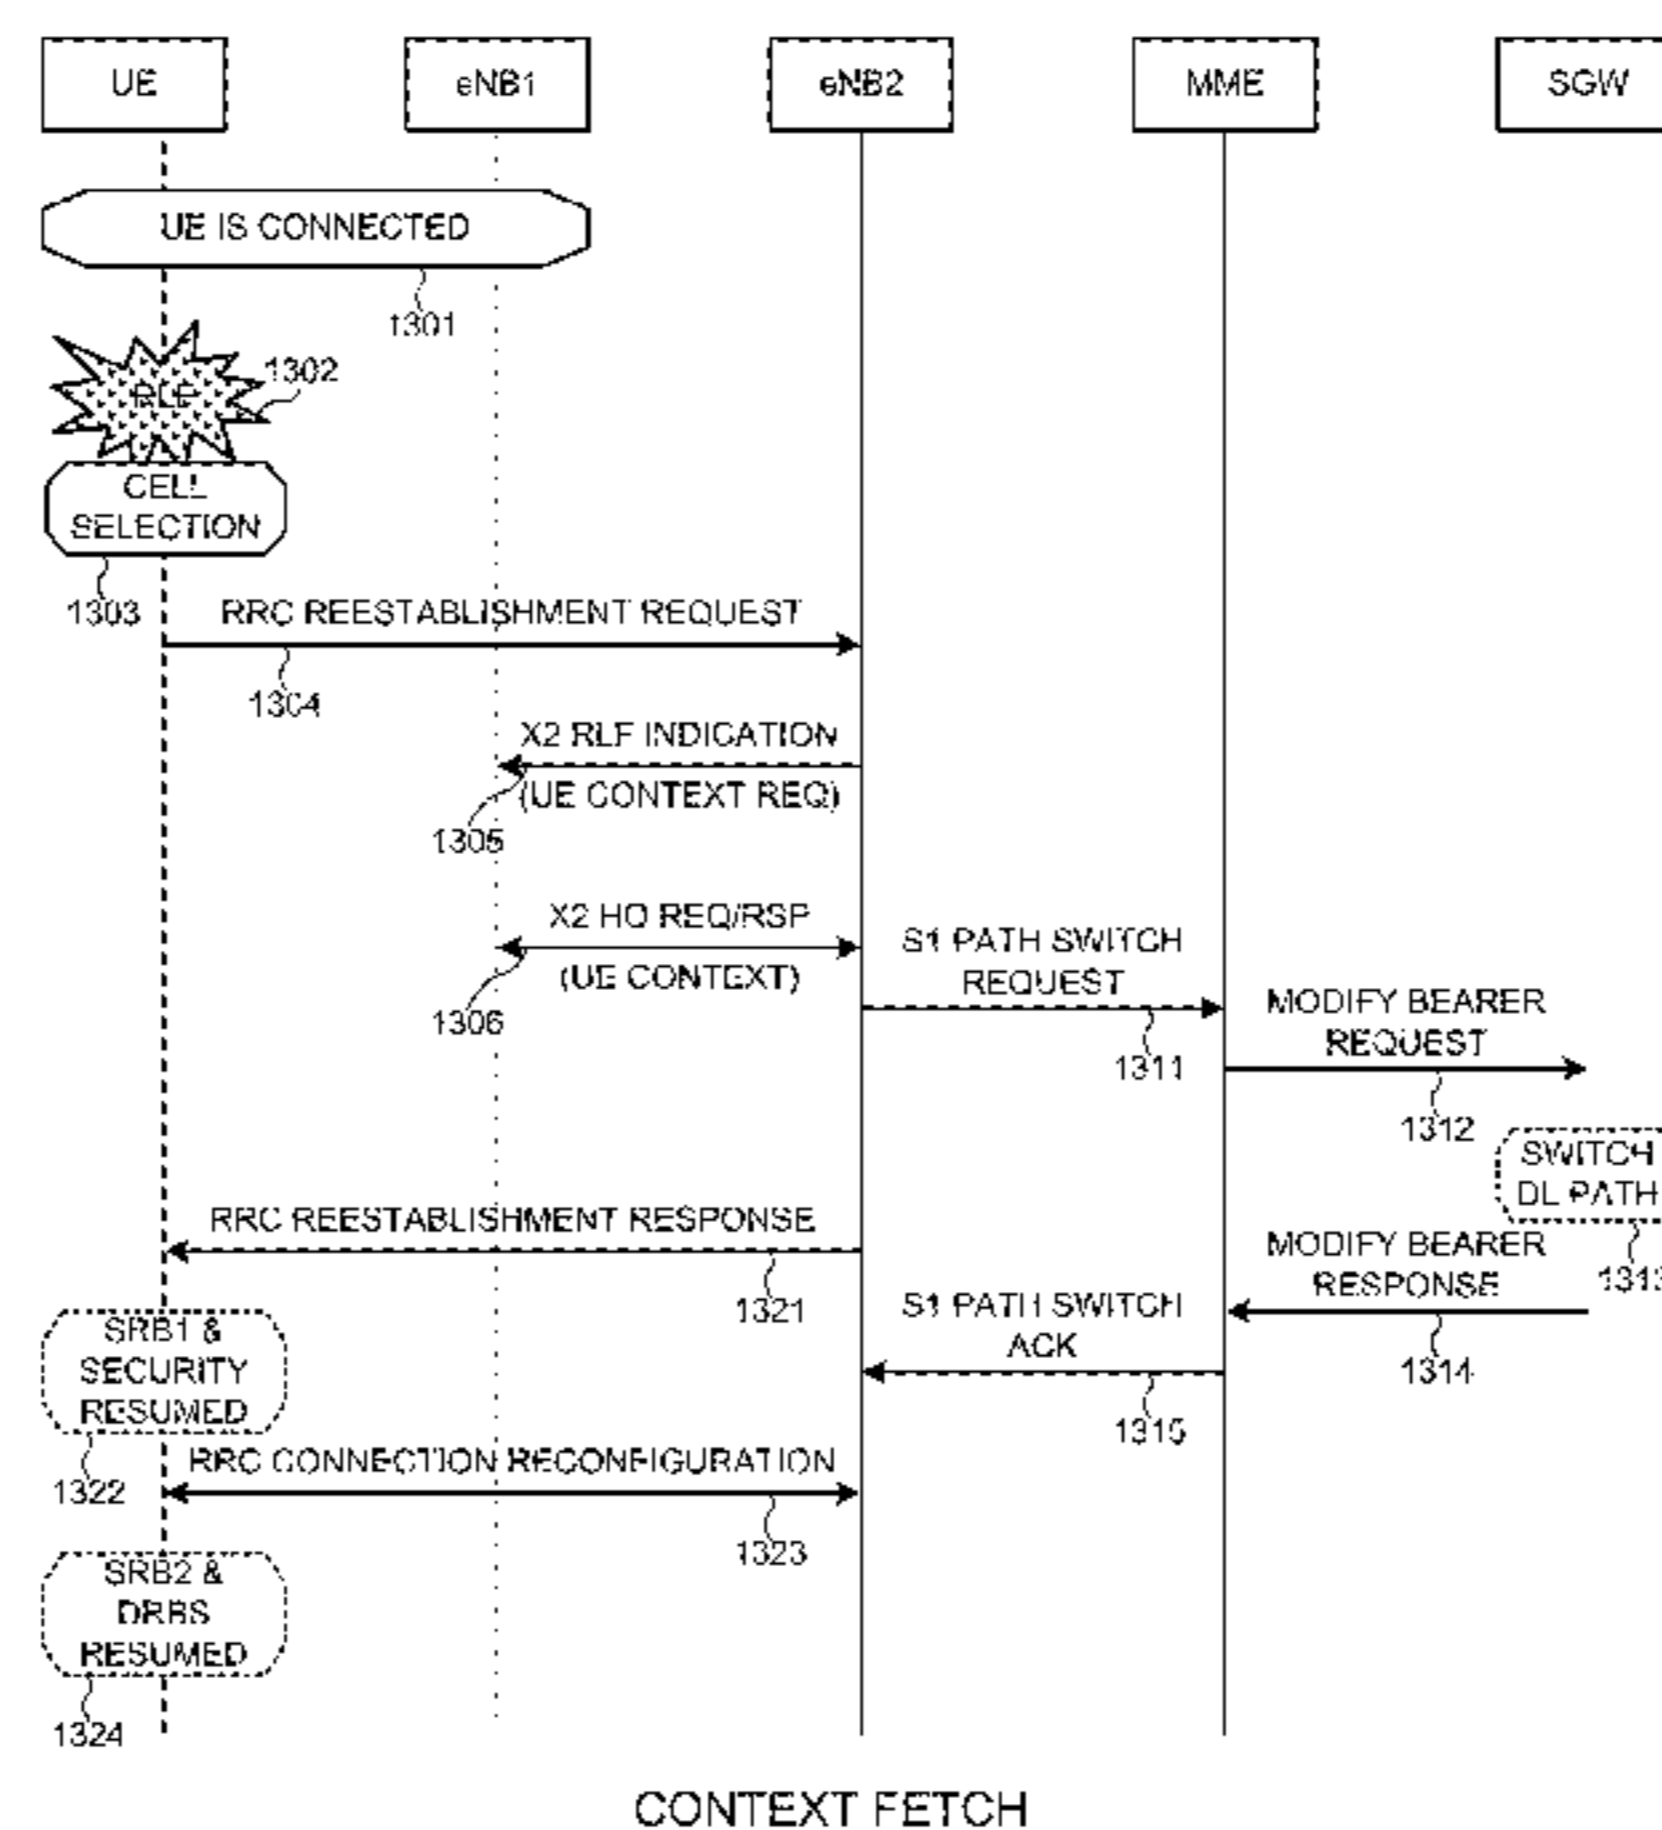 UE
eNB1
eNB2
MME
SGW
UE IS CONNECTED
1301
RLF
1302
CELL
SELECTION
1303
RRC REESTABLISHMENT REQUEST
1304
X2 RLF INDICATION
(UE CONTEXT REQ)
1305
X2 HO REQ/RSP
(UE CONTEXT)
1306
S1 PATH SWITCH
REQUEST
1311
MODIFY BEARER
REQUEST
1312
SWITCH
DL PATH
1313
RRC REESTABLISHMENT RESPONSE
1321
MODIFY BEARER
RESPONSE
1314
S1 PATH SWITCH
ACK
1315
SRB1 &
SECURITY
RESUMED
1322
RRC CONNECTION RECONFIGURATION
1323
SRB2 &
DRBS
RESUMED
1324
CONTEXT FETCH